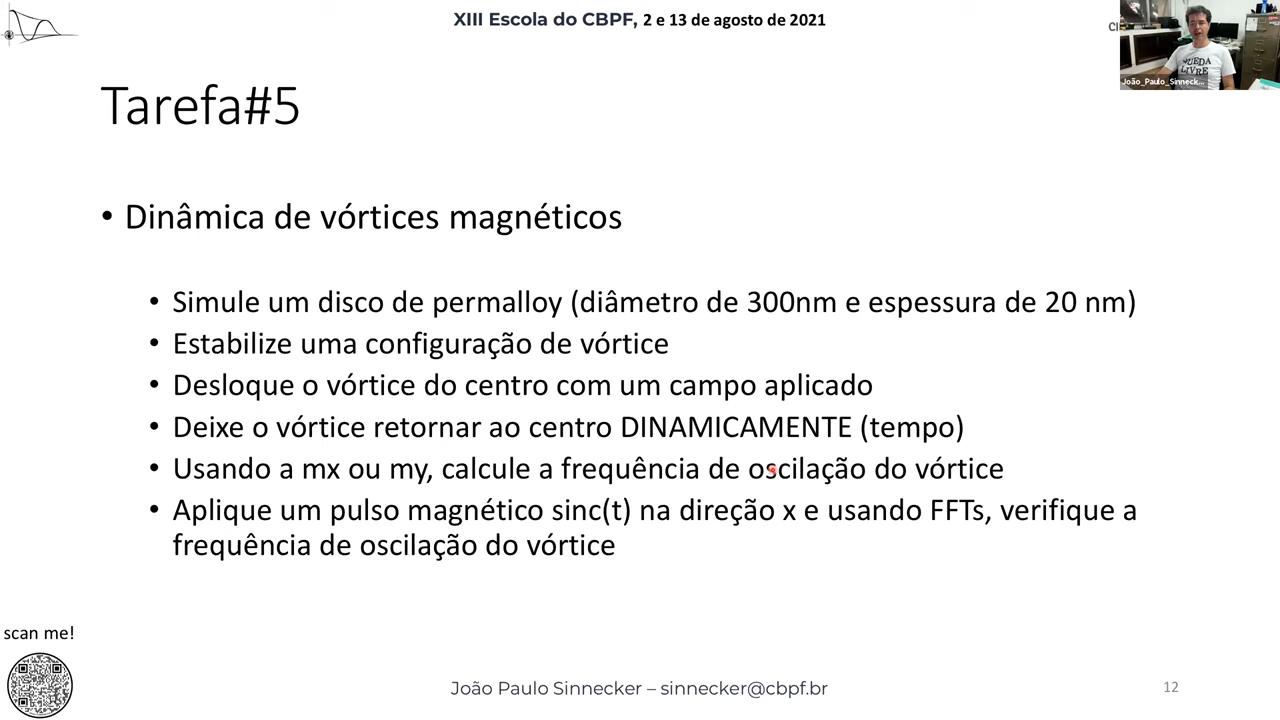 XIII Escola do CBPF, 2 e 13 de agosto de 2021
QUEDA
LIVRE
João_Paulo_Sinneck...
Tarefa#5
• Dinâmica de vórtices magnéticos
• Simule um disco de permalloy (diâmetro de 300nm e espessura de 20 nm)
• Estabilize uma configuração de vórtice
• Desloque o vórtice do centro com um campo aplicado
• Deixe o vórtice retornar ao centro DINAMICAMENTE (tempo)
• Usando a mx ou my, calcule a frequência de oscilação do vórtice
• Aplique um pulso magnético sinc(t) na direção x e usando FFTs, verifique a
frequência de oscilação do vórtice
scan me!
João Paulo Sinnecker – sinnecker@cbpf.br
12